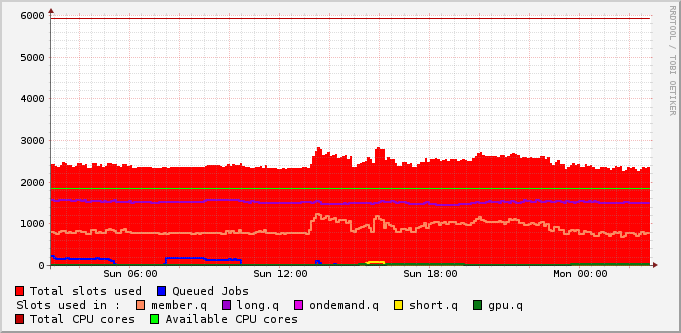 RRDTOOL / TOBI OETIKER
6000
5000
4000
3000
2000
1000
0
Sun 06:00 Sun 12:00 Sun 18:00 Mon 00:00
Total slots used Queued Jobs
Slots used in : member.q long.q ondemand.q short.q gpu.q
Total CPU cores Available CPU cores